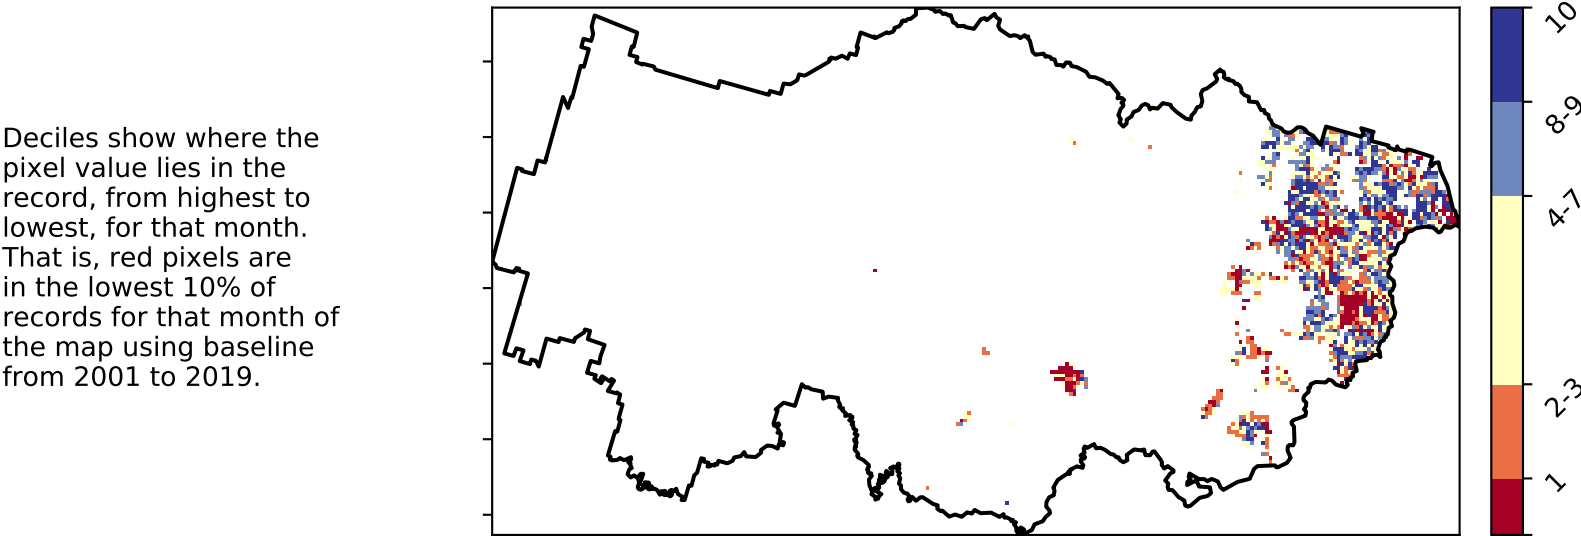 Deciles show where the
pixel value lies in the
record, from highest to
lowest, for that month.
That is, red pixels are
in the lowest 10% of
records for that month of
the map using baseline
from 2001 to 2019.
10
8-9
4-7
2-3
1